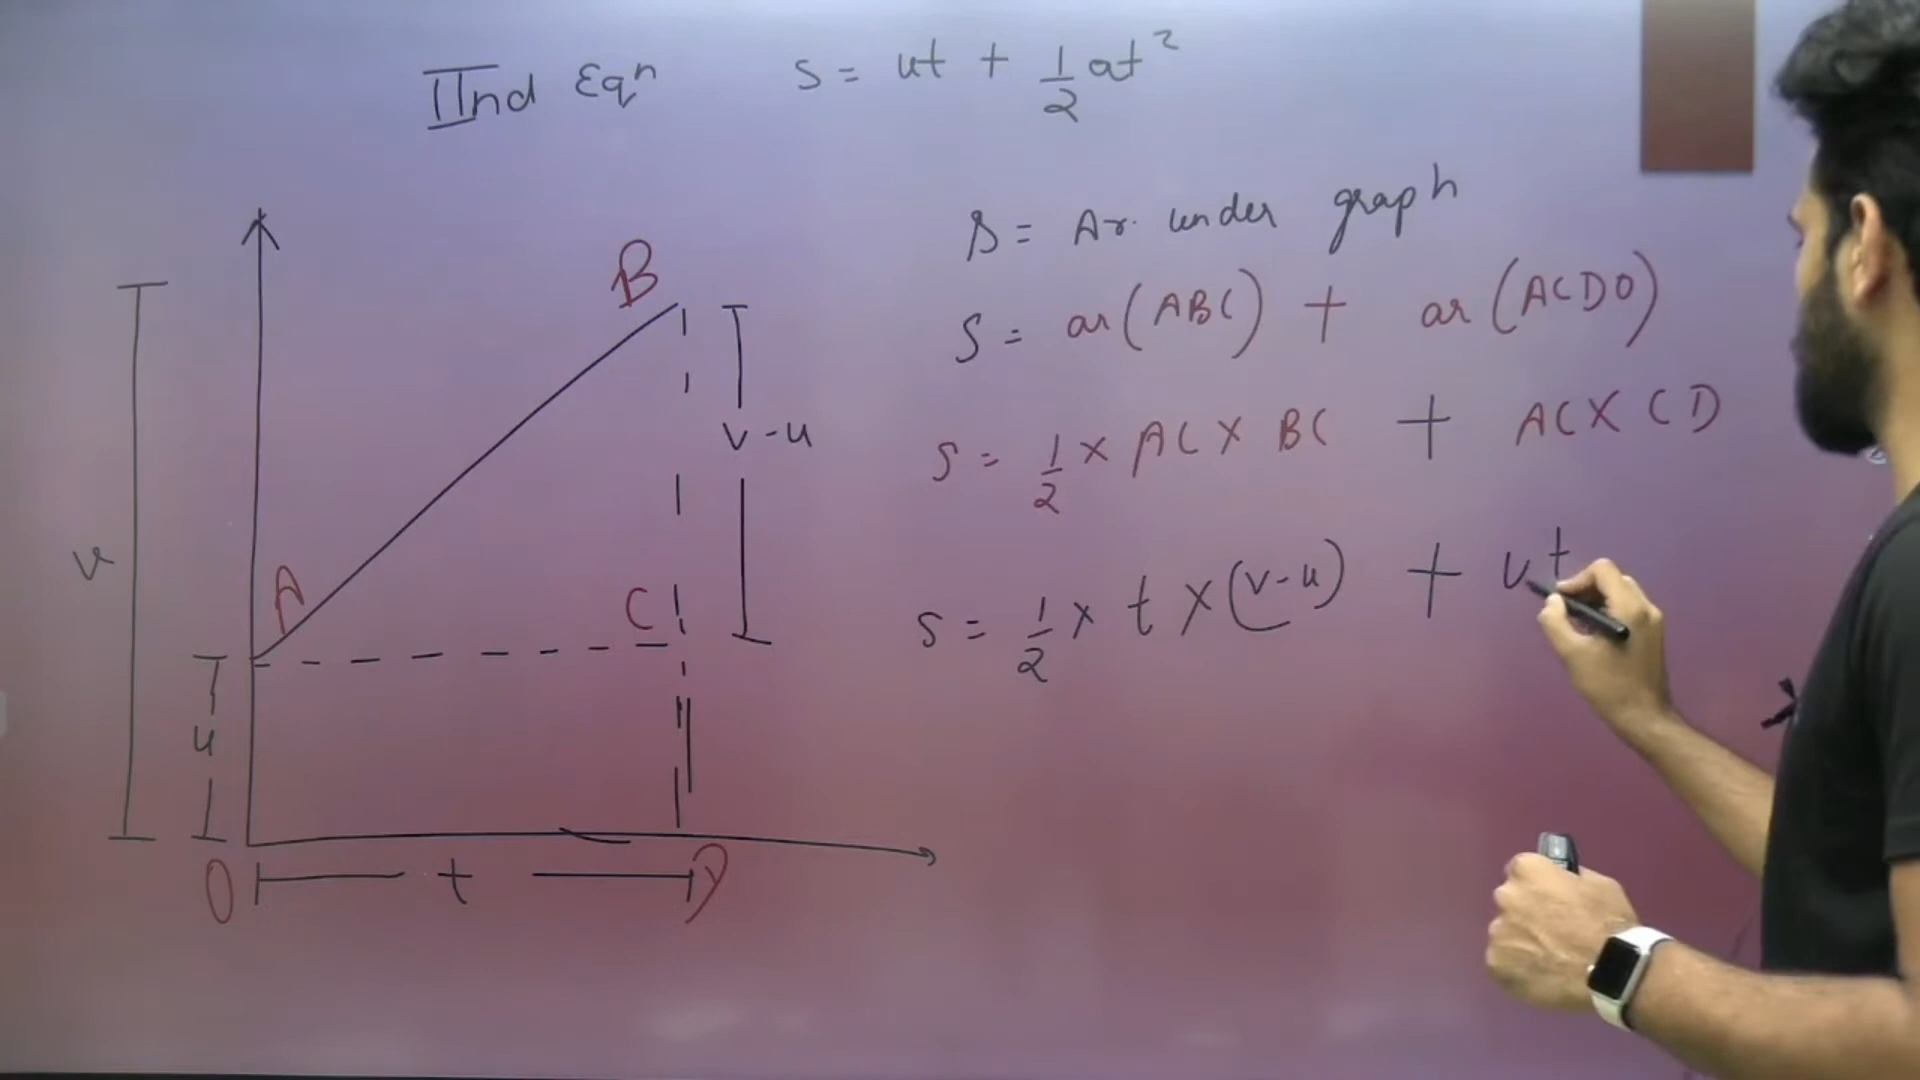 IInd Eqⁿ   S = ut + 1/2 at²
S = Ar. under graph
S = ar (ABC) + ar (ACDO)
S = 1/2 × AC × BC + AC × CD
S = 1/2 × t × (v-u) + ut
B
v-u
v
A
C
u
O
t
D